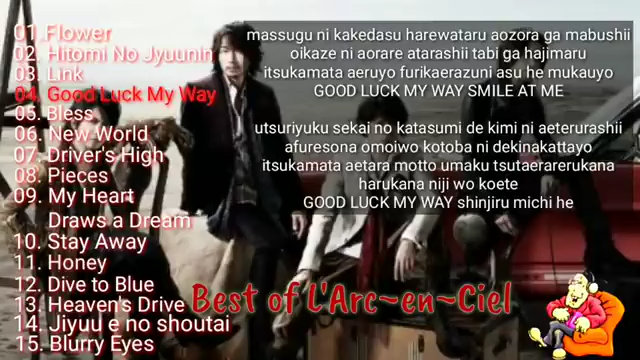 01.Flower
02. Hitomi No Jyuunin
03. Link
04. Good Luck My Way
05. Bless
06. New World
07. Driver's High
08. Pieces
09. My Heart
Draws a Dream
10. Stay Away
11. Honey
12. Dive to Blue
13. Heaven's Drive
14. Jiyuu e no shoutai
15. Blurry Eyes
massugu ni kakedasu harewataru aozora ga mabushii
oikaze ni aorare atarashii tabi ga hajimaru
itsukamata aeruyo furikaerazuni asu he mukauyo
GOOD LUCK MY WAY SMILE AT ME
utsuriyuku sekai no katasumi de kimi ni aeterurashii
afuresona omoiwo kotoba ni dekinakattayo
itsukamata aetara motto umaku tsutaerarerukana
harukana niji wo koete
GOOD LUCK MY WAY shinjiru michi he
Best of L'Arc~en~Ciel